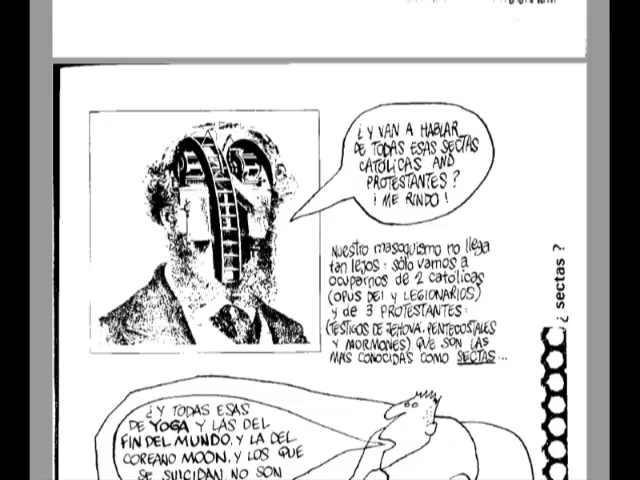 ¿Y VAN A HABLAR
DE TODAS ESAS SECTAS
CATOLICAS AND
PROTESTANTES?
¡ME RINDO!
Nuestro masoquismo no llega
tan lejos: sólo vamos a
ocuparnos de 2 catolicas
(OPUS DEI y LEGIONARIOS)
y de 3 PROTESTANTES:
(TESTIGOS DE JEHOVA, PENTECOSTALES
Y MORMONES), QUE SON LAS
MAS CONOCIDAS COMO SECTAS...
¿ sectas ?
¿Y TODAS ESAS
DE YOGA Y LAS DEL
FIN DEL MUNDO, Y LA DEL
COREANO MOON, Y LOS QUE
SE SUICIDAN, NO SON